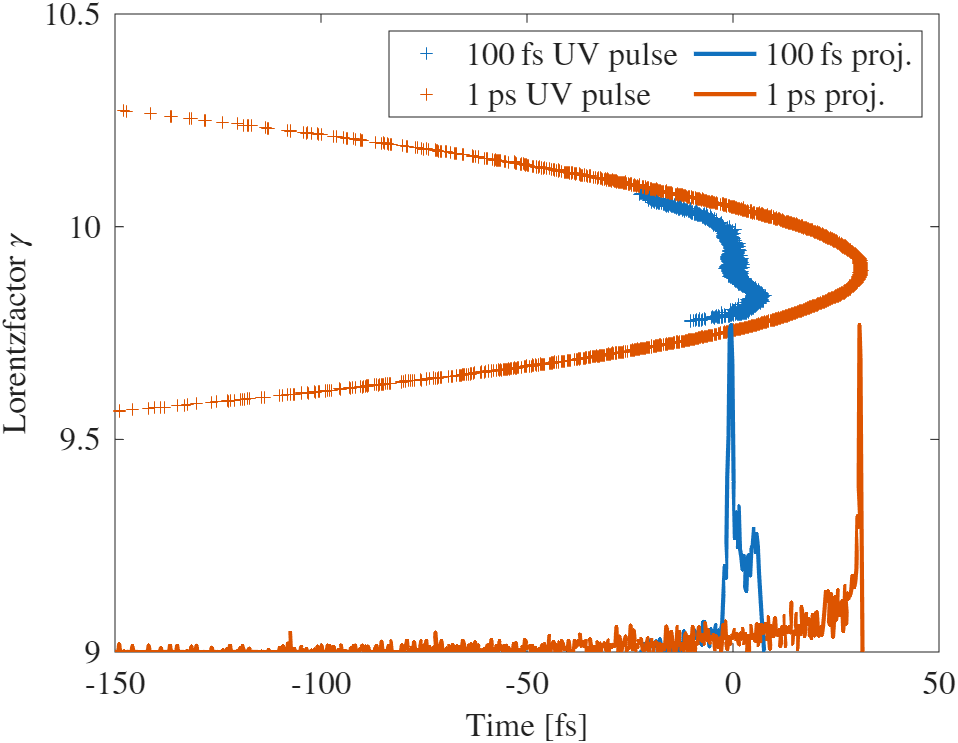 10.5
100 fs UV pulse 100 fs proj.
1 ps UV pulse 1 ps proj.
10
Lorentzfactor γ
9.5
9
-150 -100 -50 0 50
Time [fs]